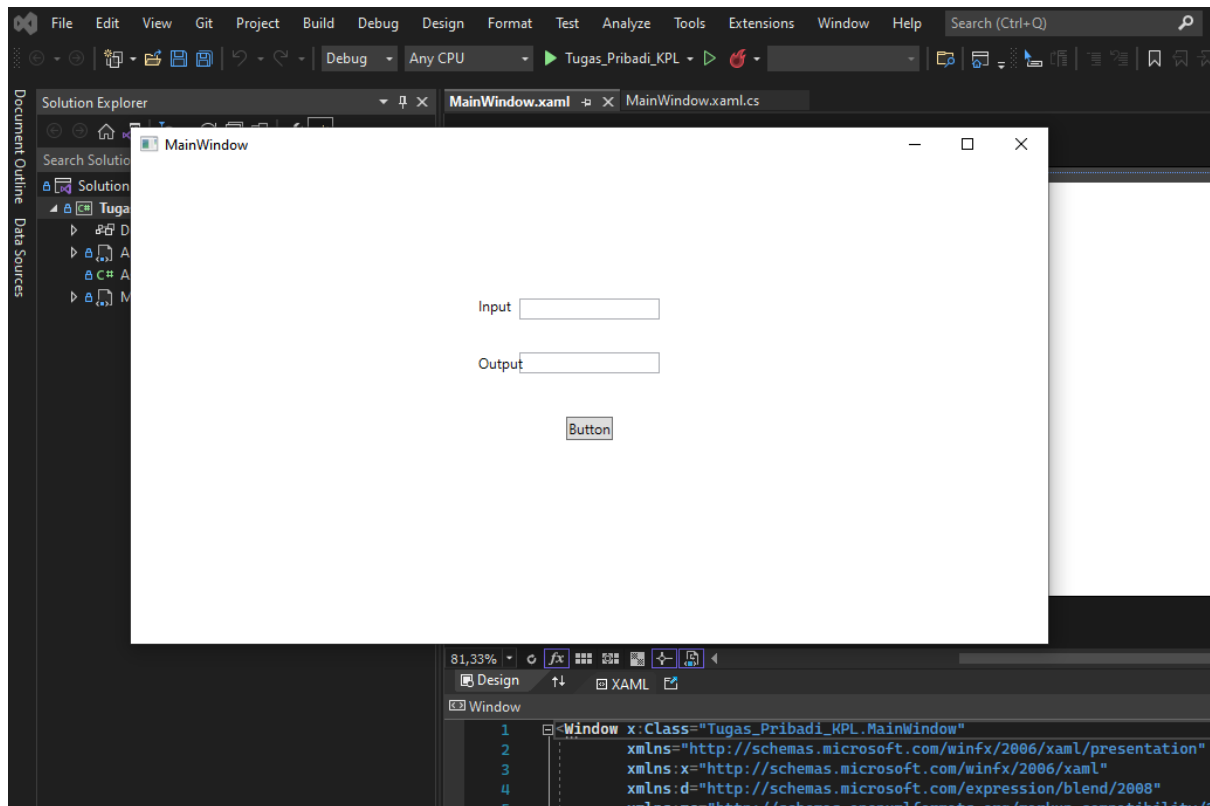 File Edit View Git Project Build Debug Design Format Test Analyze Tools Extensions Window Help Search (Ctrl+Q)
Debug Any CPU Tugas_Pribadi_KPL
Document Outline
Data Sources
Solution Explorer
MainWindow.xaml MainWindow.xaml.cs
Search Solutio
Solution
C# Tuga
D
A
C# A
M
MainWindow
Input
Output
Button
81,33% fx
Design XAML
Window
1 <Window x:Class="Tugas_Pribadi_KPL.MainWindow"
2 xmlns="http://schemas.microsoft.com/winfx/2006/xaml/presentation"
3 xmlns:x="http://schemas.microsoft.com/winfx/2006/xaml"
4 xmlns:d="http://schemas.microsoft.com/expression/blend/2008"